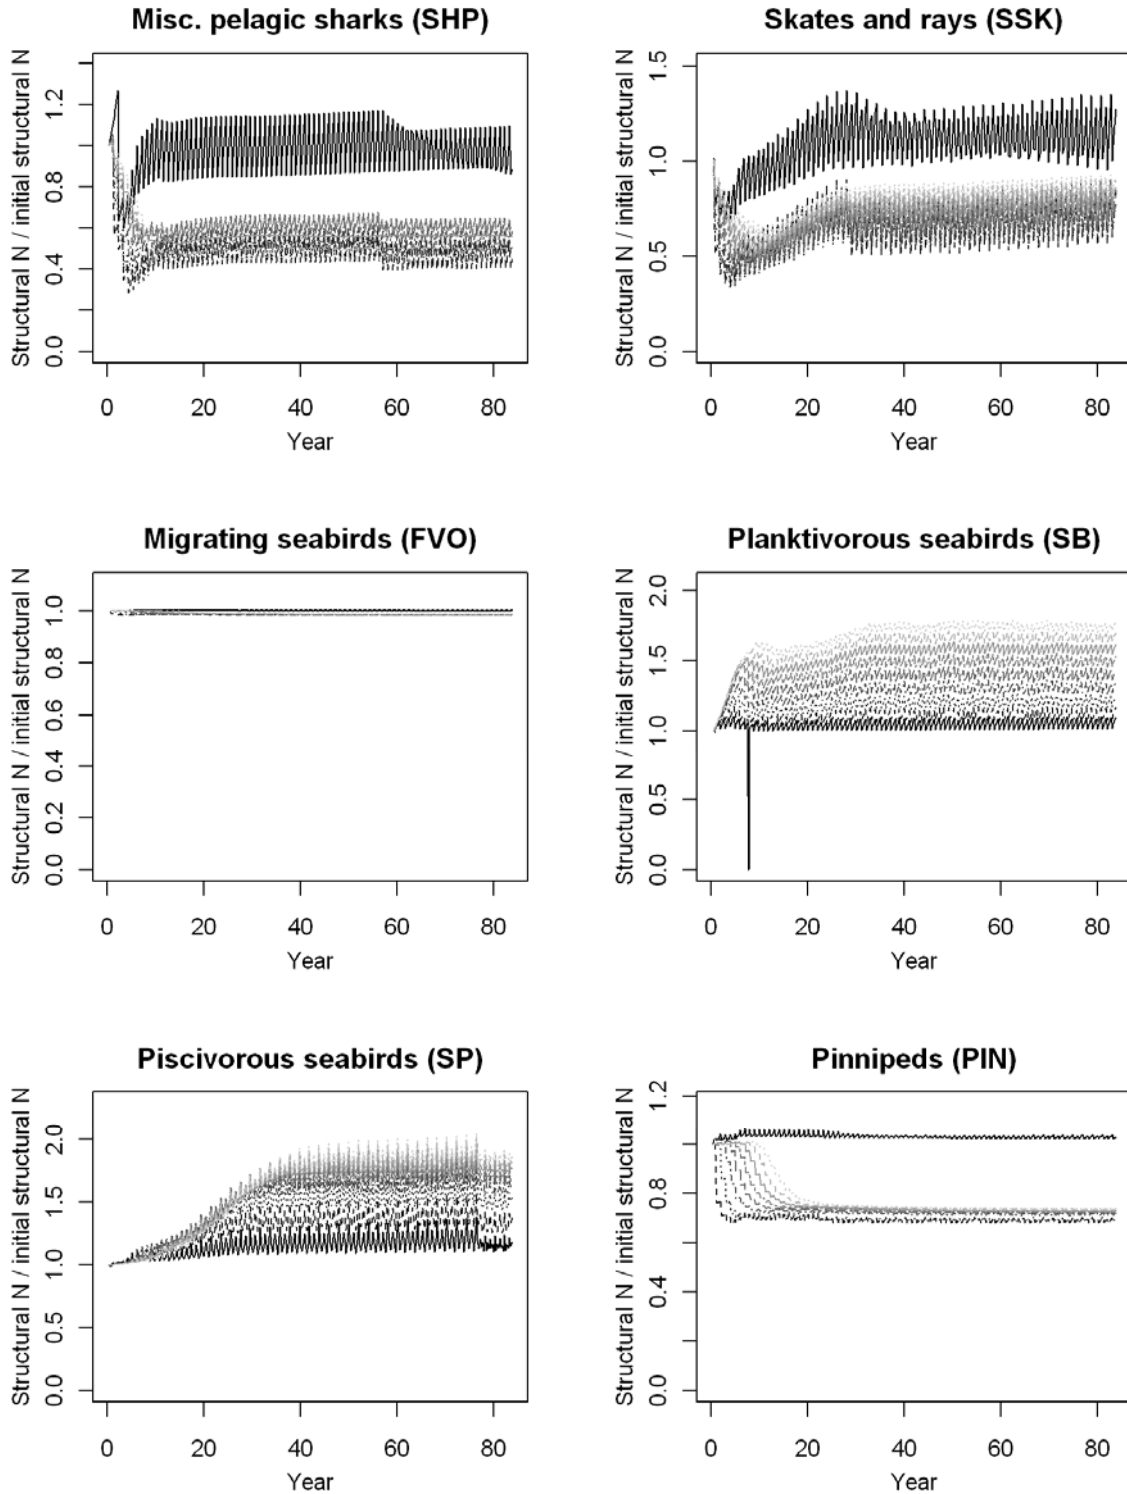 Misc. pelagic sharks (SHP)
Structural N / initial structural N
0.0 0.4 0.8 1.2
0 20 40 60 80
Year
Skates and rays (SSK)
Structural N / initial structural N
0.0 0.5 1.0 1.5
0 20 40 60 80
Year
Migrating seabirds (FVO)
Structural N / initial structural N
0.0 0.2 0.4 0.6 0.8 1.0
0 20 40 60 80
Year
Planktivorous seabirds (SB)
Structural N / initial structural N
0.0 0.5 1.0 1.5 2.0
0 20 40 60 80
Year
Piscivorous seabirds (SP)
Structural N / initial structural N
0.0 0.5 1.0 1.5 2.0
0 20 40 60 80
Year
Pinnipeds (PIN)
Structural N / initial structural N
0.0 0.4 0.8 1.2
0 20 40 60 80
Year